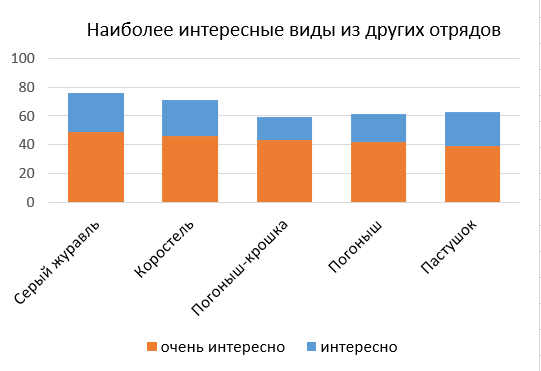 Наиболее интересные виды из других отрядов
100
80
60
40
20
0
Серый журавль
Коростель
Погоныш-крошка
Погоныш
Пастушок
очень интересно
интересно